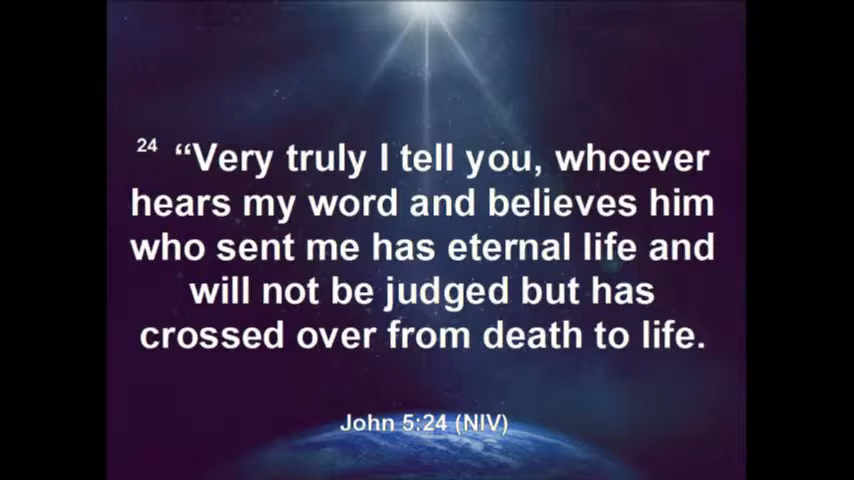 24 “Very truly I tell you, whoever
hears my word and believes him
who sent me has eternal life and
will not be judged but has
crossed over from death to life.
John 5:24 (NIV)